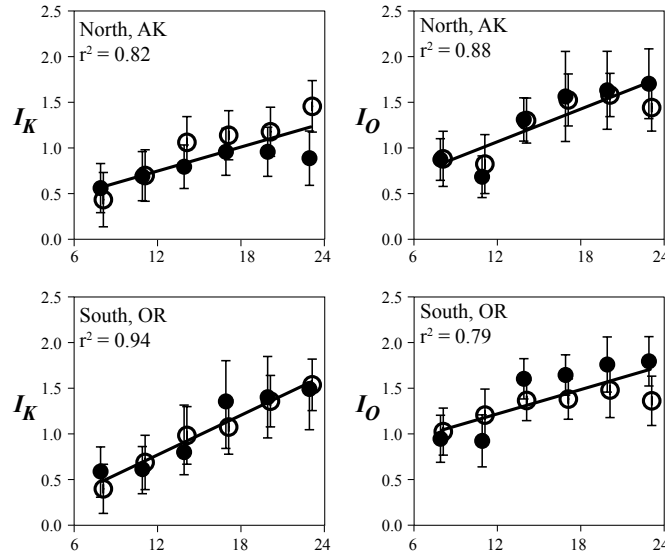 North, AK
r² = 0.82
I_K
2.5
2.0
1.5
1.0
0.5
0.0
6 12 18 24
North, AK
r² = 0.88
I_O
2.5
2.0
1.5
1.0
0.5
0.0
6 12 18 24
South, OR
r² = 0.94
I_K
2.5
2.0
1.5
1.0
0.5
0.0
6 12 18 24
South, OR
r² = 0.79
I_O
2.5
2.0
1.5
1.0
0.5
0.0
6 12 18 24